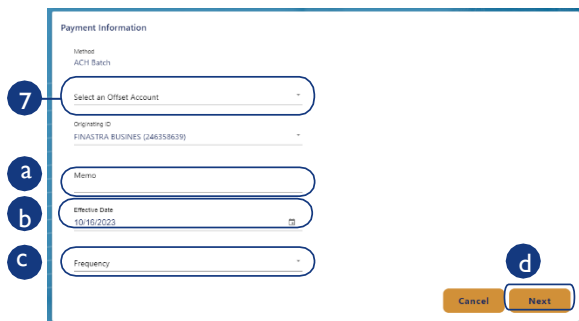 Payment Information
Method
ACH Batch
7
Select an Offset Account
Originating ID
FINASTRA BUSINES (246358639)
a
Memo
b
Effective Date
10/16/2023
c
Frequency
d
Cancel
Next